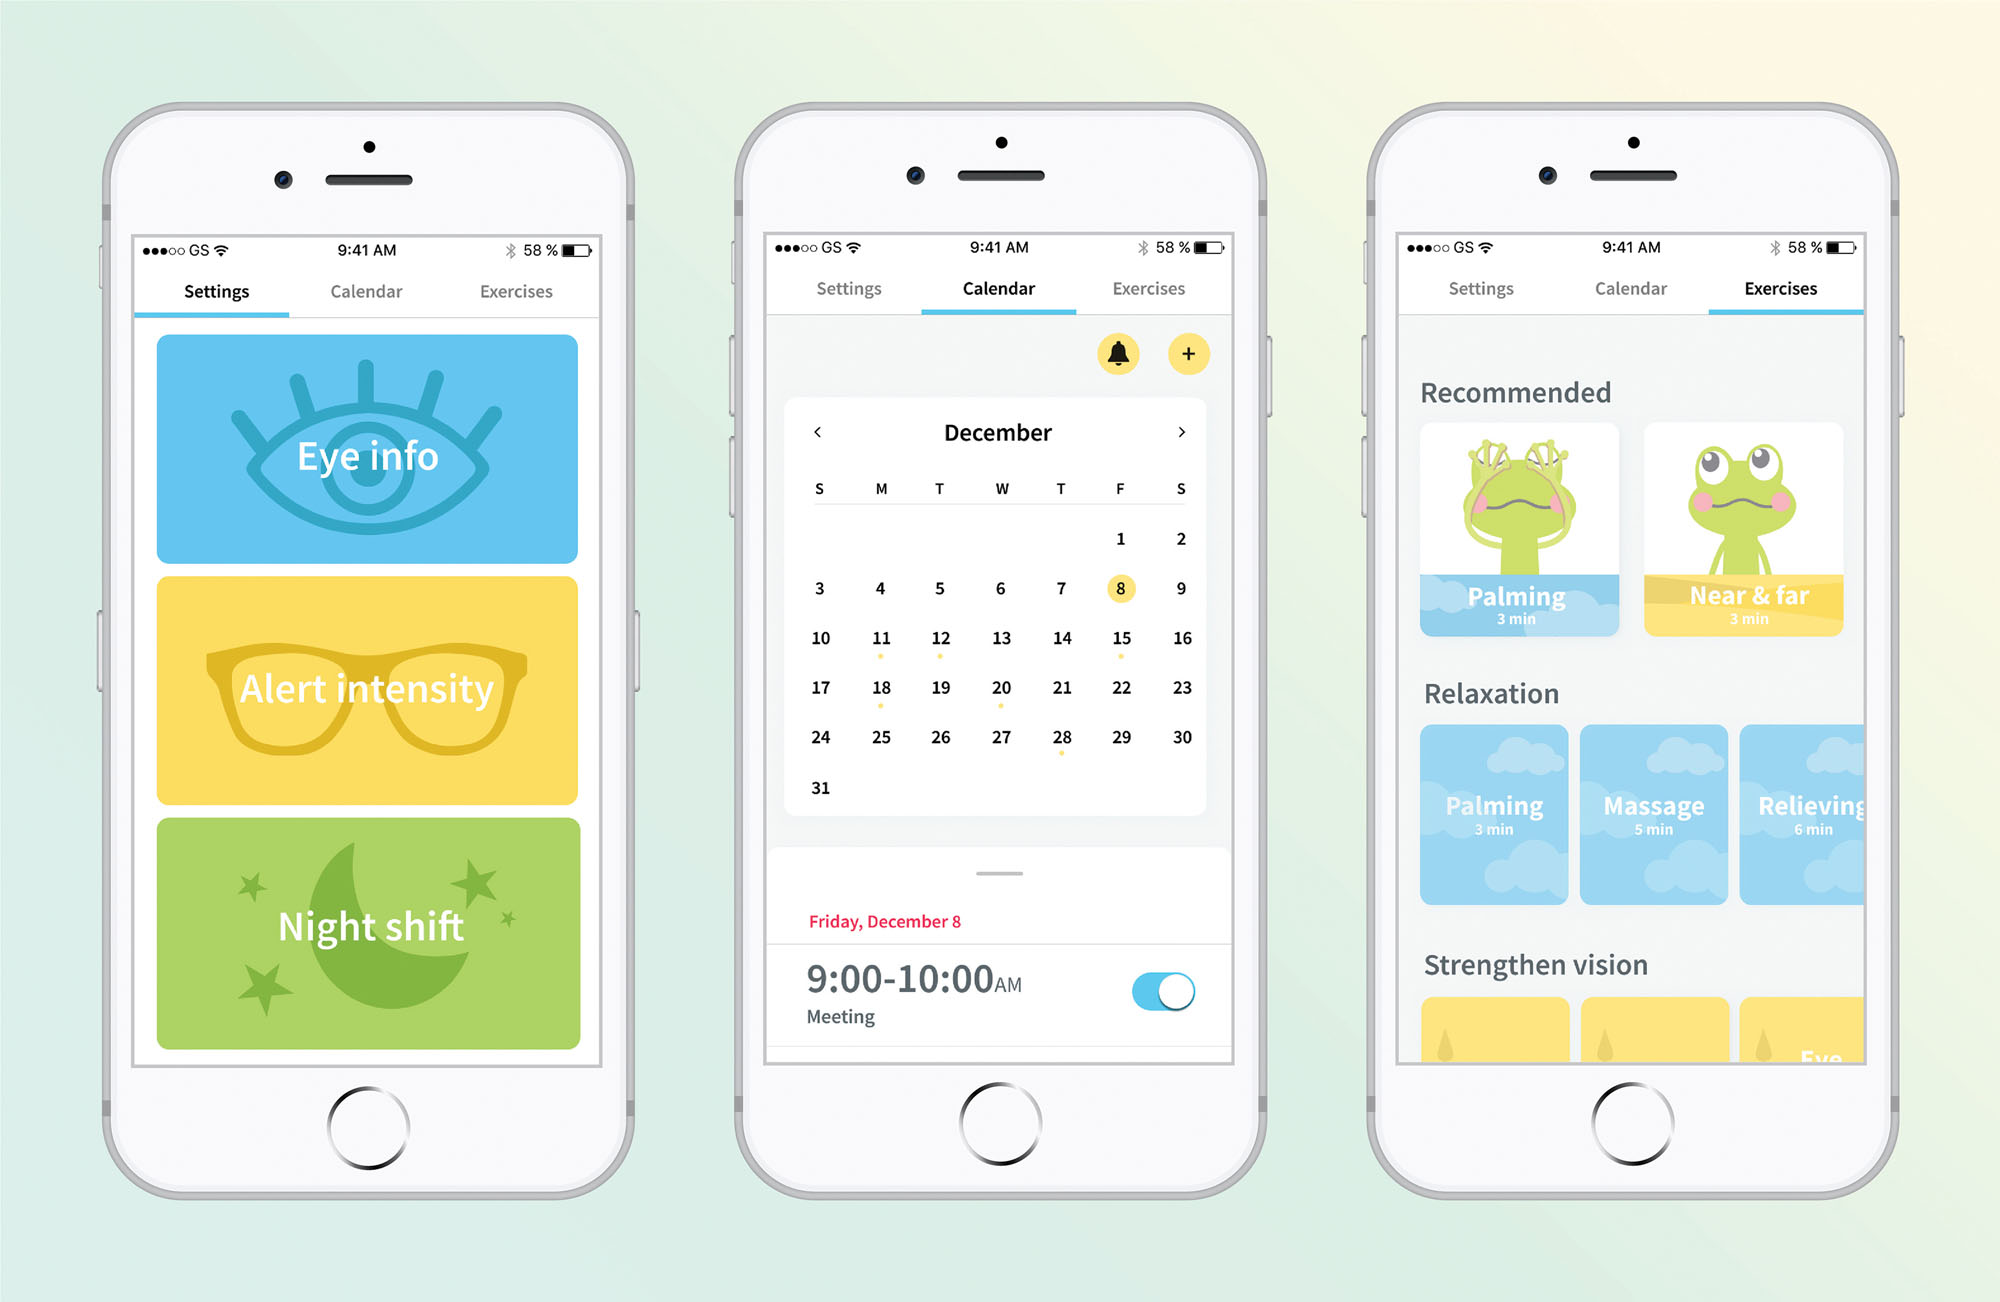 GS 9:41 AM 58 %
Settings Calendar Exercises
Eye info
Alert intensity
Night shift
GS 9:41 AM 58 %
Settings Calendar Exercises
+
December
S M T W T F S
1 2
3 4 5 6 7 8 9
10 11 12 13 14 15 16
17 18 19 20 21 22 23
24 25 26 27 28 29 30
31
Friday, December 8
9:00-10:00AM
Meeting
GS 9:41 AM 58 %
Settings Calendar Exercises
Recommended
Palming Near & far
3 min 3 min
Relaxation
Palming Massage Relieving
3 min 5 min 6 min
Strengthen vision
Eye